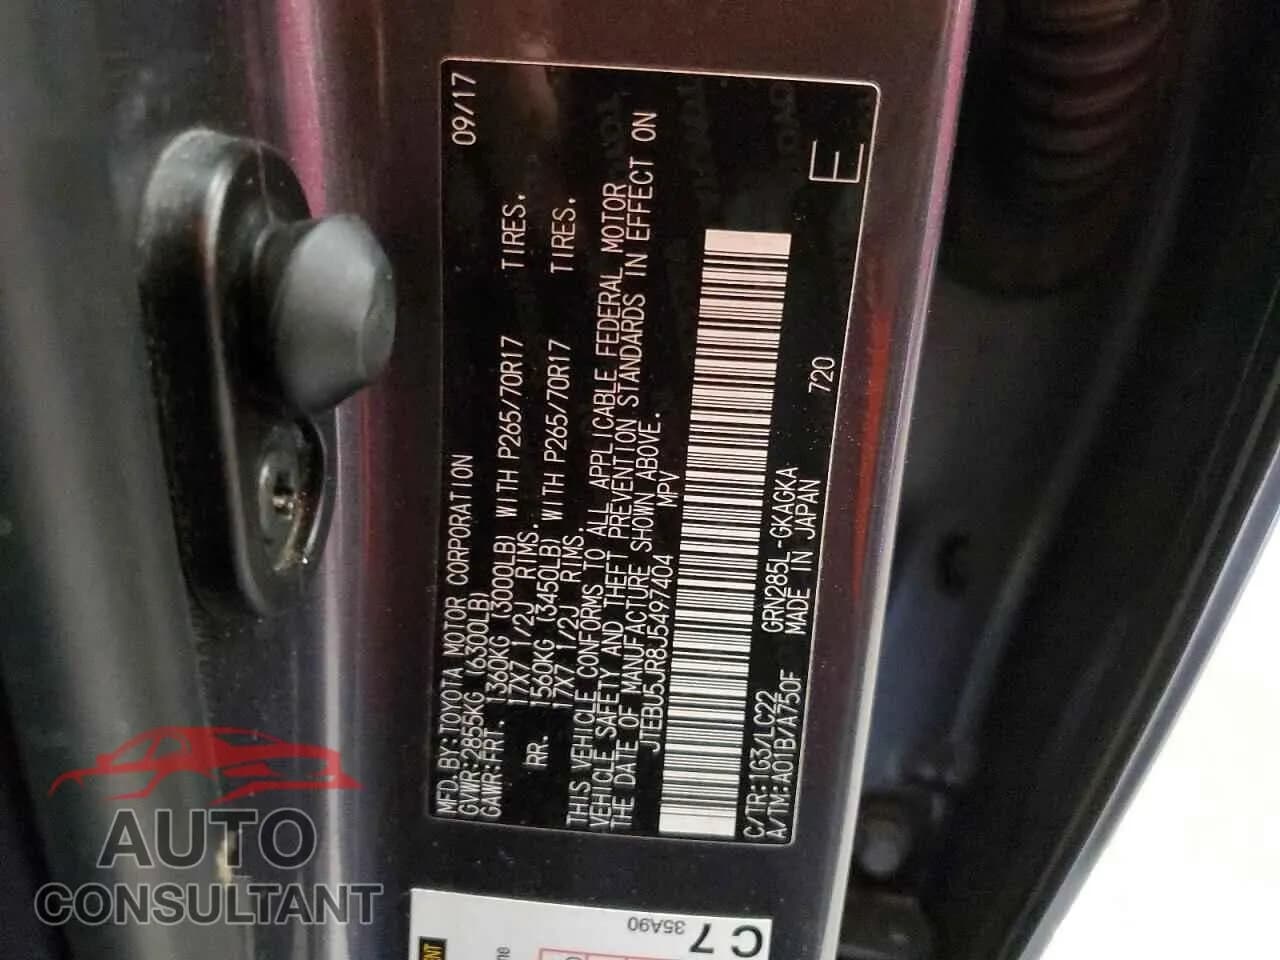 MFD. BY: TOYOTA MOTOR CORPORATION 09/17
GVWR: 2855KG (6300LB)
GAWR: FRT. 1360KG (3000LB) WITH P265/70R17 TIRES.
17X7 1/2J RIMS.
RR. 1560KG (3450LB) WITH P265/70R17 TIRES.
17X7 1/2J RIMS.
THIS VEHICLE CONFORMS TO ALL APPLICABLE FEDERAL MOTOR
VEHICLE SAFETY AND THEFT PREVENTION STANDARDS IN EFFECT ON
THE DATE OF MANUFACTURE SHOWN ABOVE.
JTEBU5JR8J5497404 MPV
C/TR: 1G3/LC22 GRN285L-GKAGKA 720
A/TM: A01B/A750F MADE IN JAPAN E
C7
35A90
AUTO
CONSULTANT